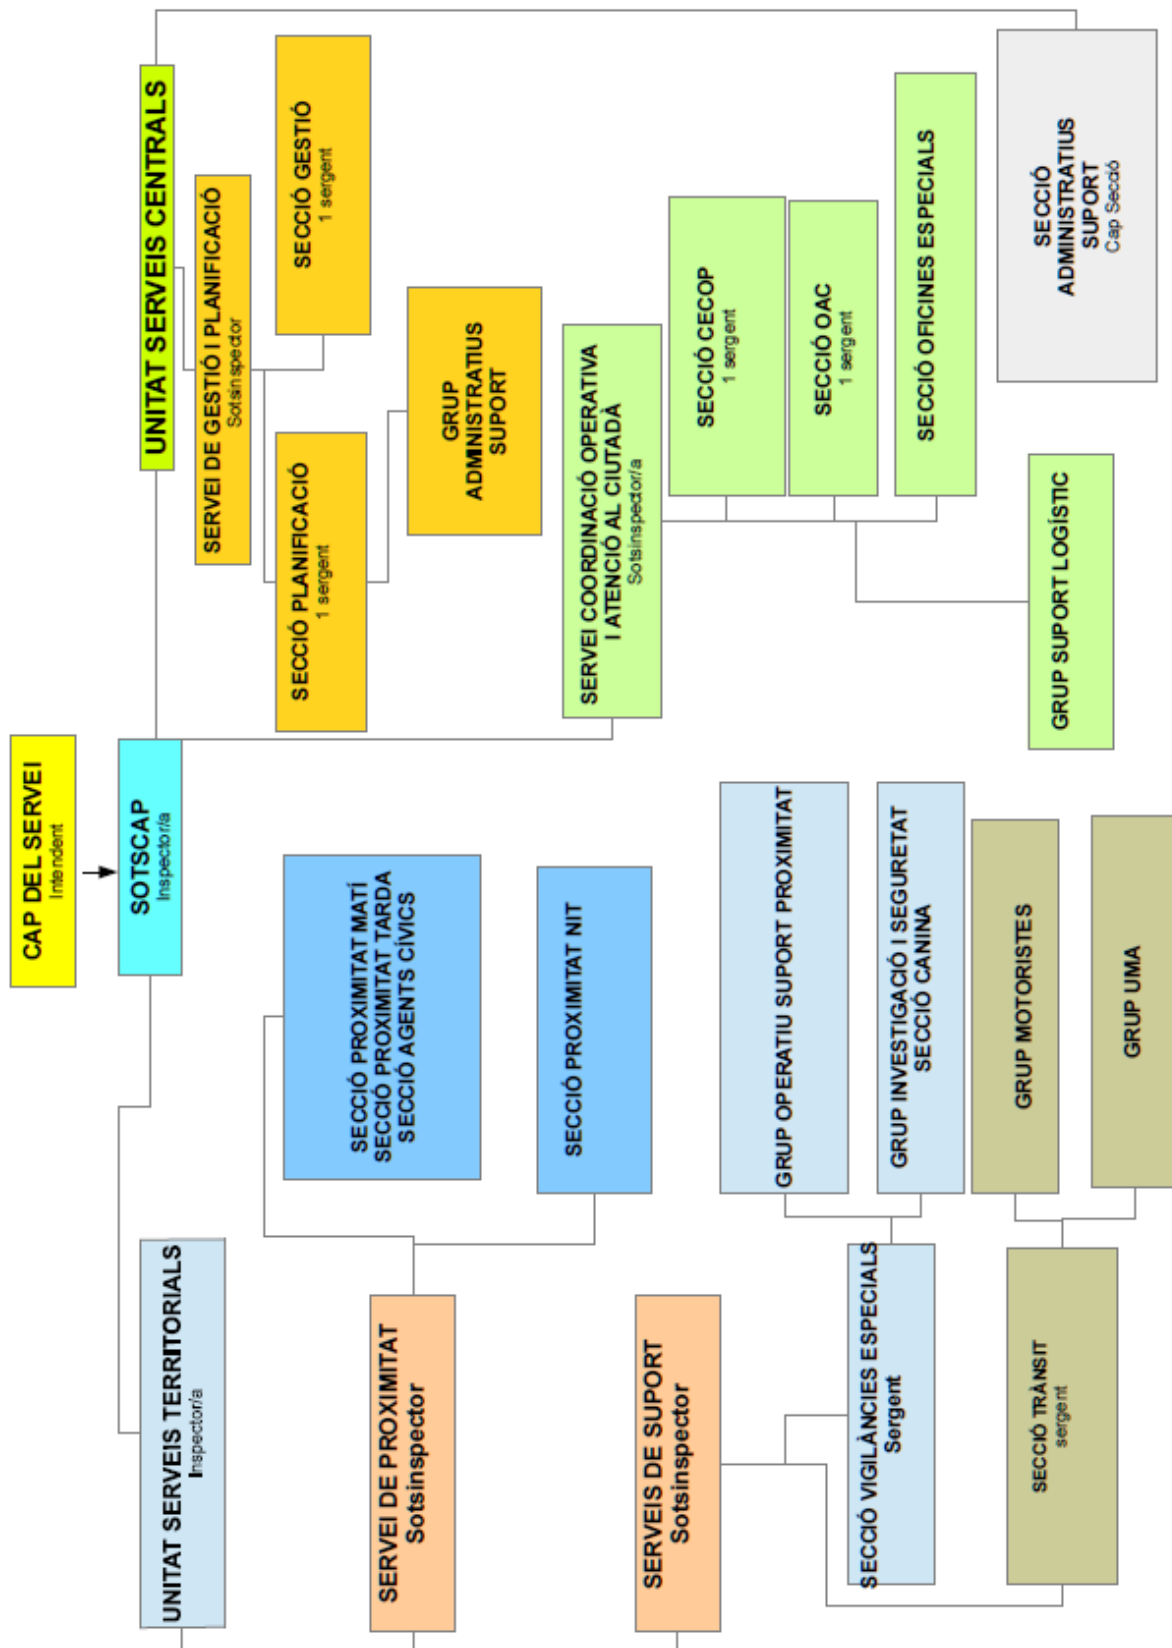 CAP DEL SERVEI
Intendent
SOTSCAP
Inspector/a
UNITAT SERVEIS TERRITORIALS
Inspector/a
SERVEI DE PROXIMITAT
Sotsinspector
SECCIÓ PROXIMITAT MATÍ
SECCIÓ PROXIMITAT TARDA
SECCIÓ AGENTS CÍVICS
SECCIÓ PROXIMITAT NIT
SERVEIS DE SUPORT
Sotsinspector
SECCIÓ VIGILÀNCIES ESPECIALS
Sergent
GRUP OPERATIU SUPORT PROXIMITAT
GRUP INVESTIGACIÓ I SEGURETAT
SECCIÓ CANINA
SECCIÓ TRÀNSIT
sergent
GRUP MOTORISTES
GRUP UMA
UNITAT SERVEIS CENTRALS
SERVEI DE GESTIÓ I PLANIFICACIÓ
Sotsinspector
SECCIÓ PLANIFICACIÓ
1 sergent
SECCIÓ GESTIÓ
1 sergent
GRUP
ADMINISTRATIUS
SUPORT
SERVEI COORDINACIÓ OPERATIVA
I ATENCIÓ AL CIUTADÀ
Sotsinspector/a
SECCIÓ CECOP
1 sergent
SECCIÓ OAC
1 sergent
SECCIÓ OFICINES ESPECIALS
GRUP SUPORT LOGÍSTIC
SECCIÓ
ADMINISTRATIUS
SUPORT
Cap Secció